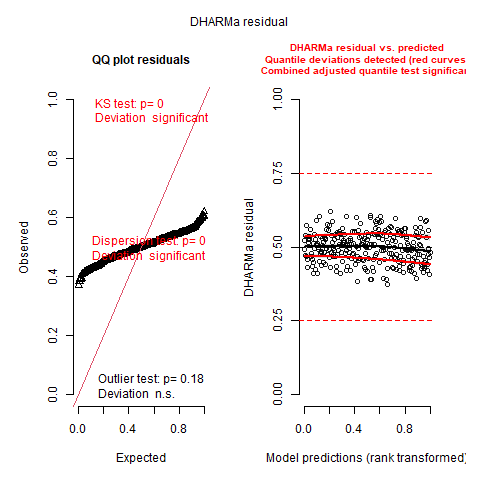 DHARMa residual
QQ plot residuals
KS test: p= 0
Deviation  significant
Dispersion test: p= 0
Deviation  significant
Outlier test: p= 0.18
Deviation  n.s.
Observed
0.0
0.2
0.4
0.6
0.8
1.0
0.0
0.4
0.8
Expected
DHARMa residual vs. predicted
Quantile deviations detected (red curves
Combined adjusted quantile test significan
DHARMa residual
0.00
0.25
0.50
0.75
1.00
0.0
0.4
0.8
Model predictions (rank transformed)